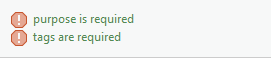 purpose is required
tags are required